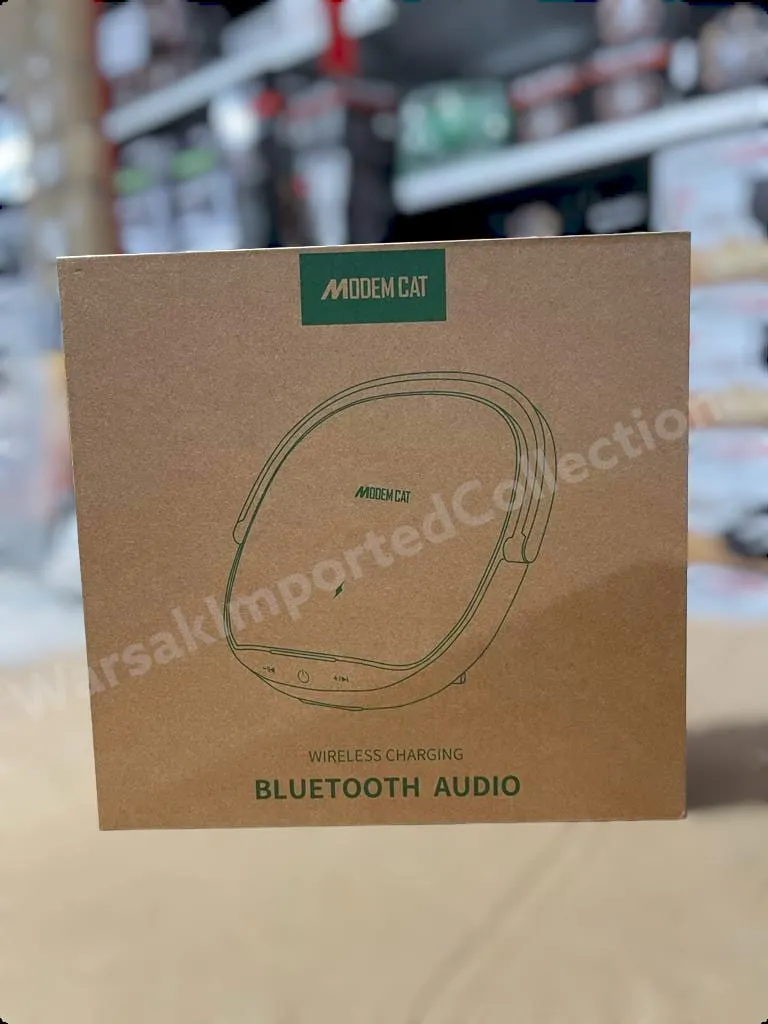 MODEM CAT
MODEM CAT
WarsakImportedCollection
WIRELESS CHARGING
BLUETOOTH AUDIO